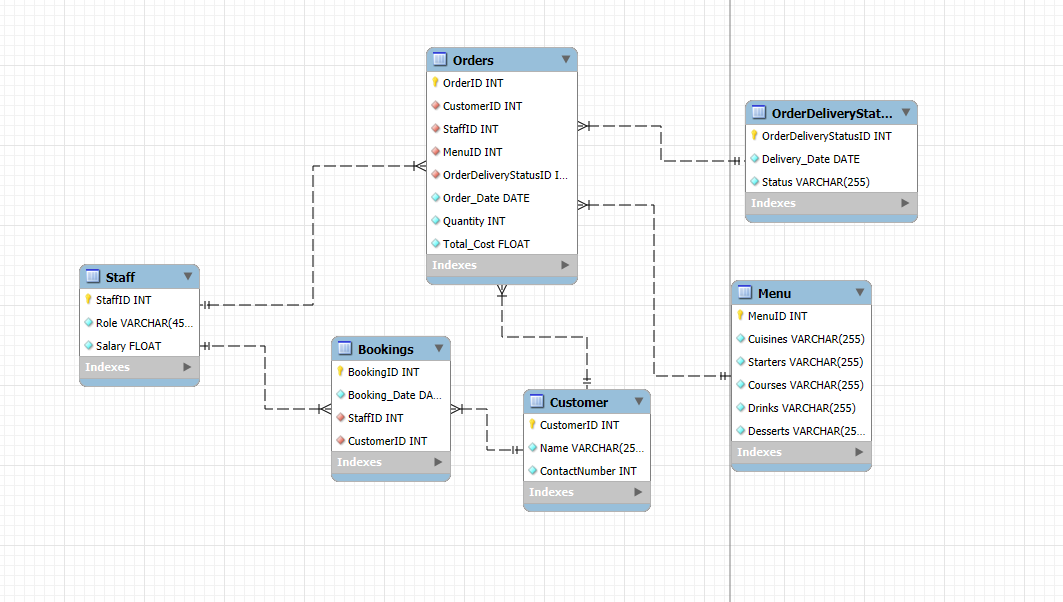 Orders
OrderID INT
CustomerID INT
StaffID INT
MenuID INT
OrderDeliveryStatusID I...
Order_Date DATE
Quantity INT
Total_Cost FLOAT
Indexes
OrderDeliveryStat...
OrderDeliveryStatusID INT
Delivery_Date DATE
Status VARCHAR(255)
Indexes
Staff
StaffID INT
Role VARCHAR(45...
Salary FLOAT
Indexes
Menu
MenuID INT
Cuisines VARCHAR(255)
Starters VARCHAR(255)
Courses VARCHAR(255)
Drinks VARCHAR(255)
Desserts VARCHAR(25...
Indexes
Bookings
BookingID INT
Booking_Date DA...
StaffID INT
CustomerID INT
Indexes
Customer
CustomerID INT
Name VARCHAR(25...
ContactNumber INT
Indexes